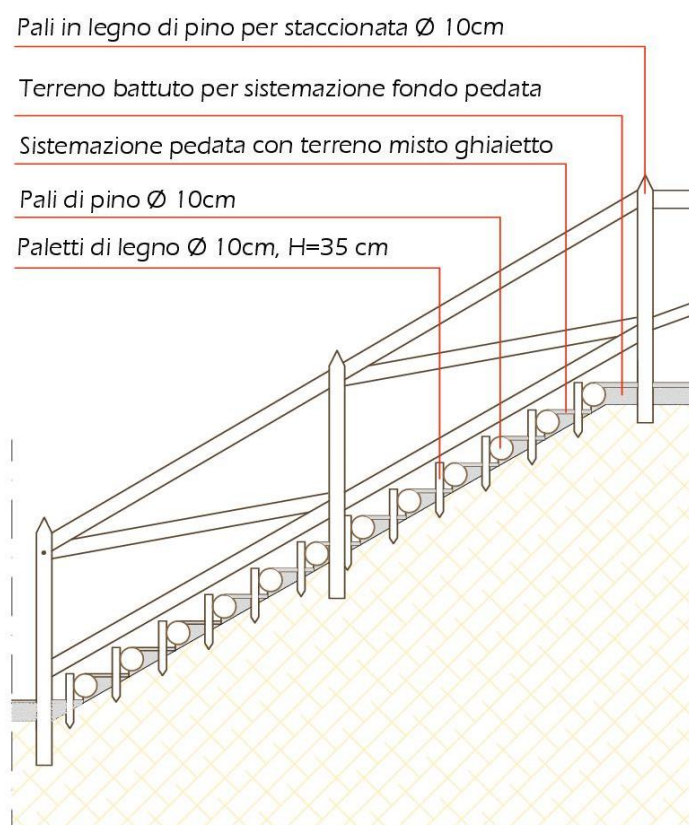 Pali in legno di pino per staccionata Ø 10cm
Terreno battuto per sistemazione fondo pedata
Sistemazione pedata con terreno misto ghiaietto
Pali di pino Ø 10cm
Paletti di legno Ø 10cm, H=35 cm